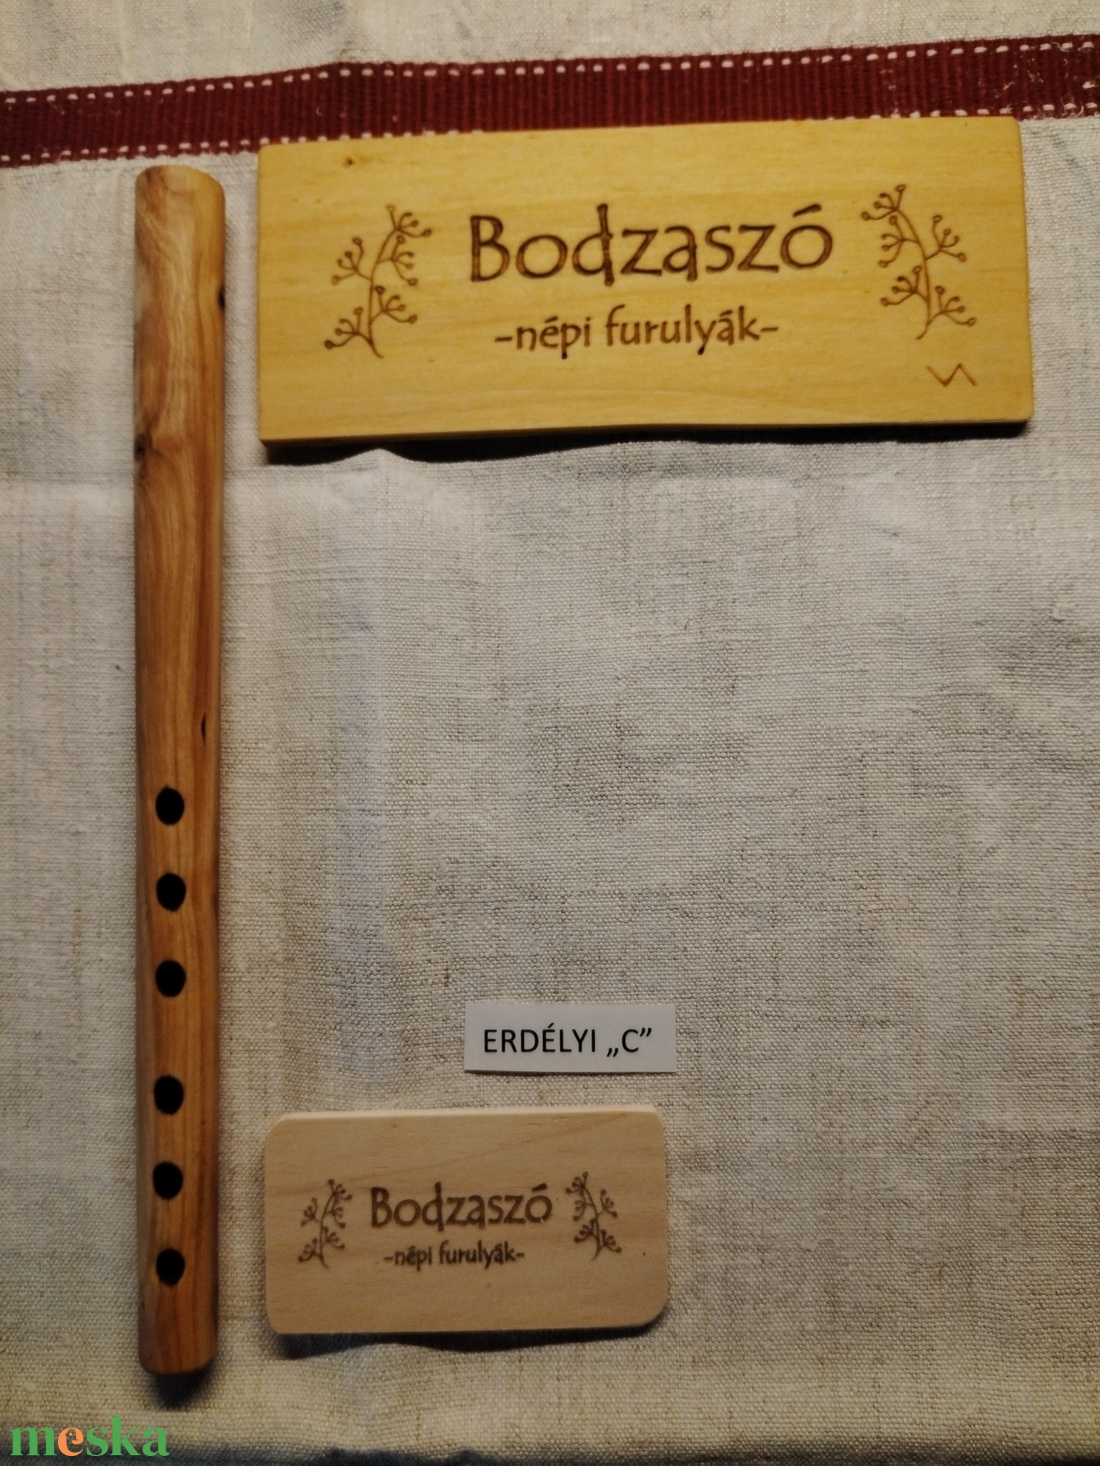 Bodzaszó
-népi furulyák-
ERDÉLYI „C”
Bodzaszó
-népi furulyák-
meska